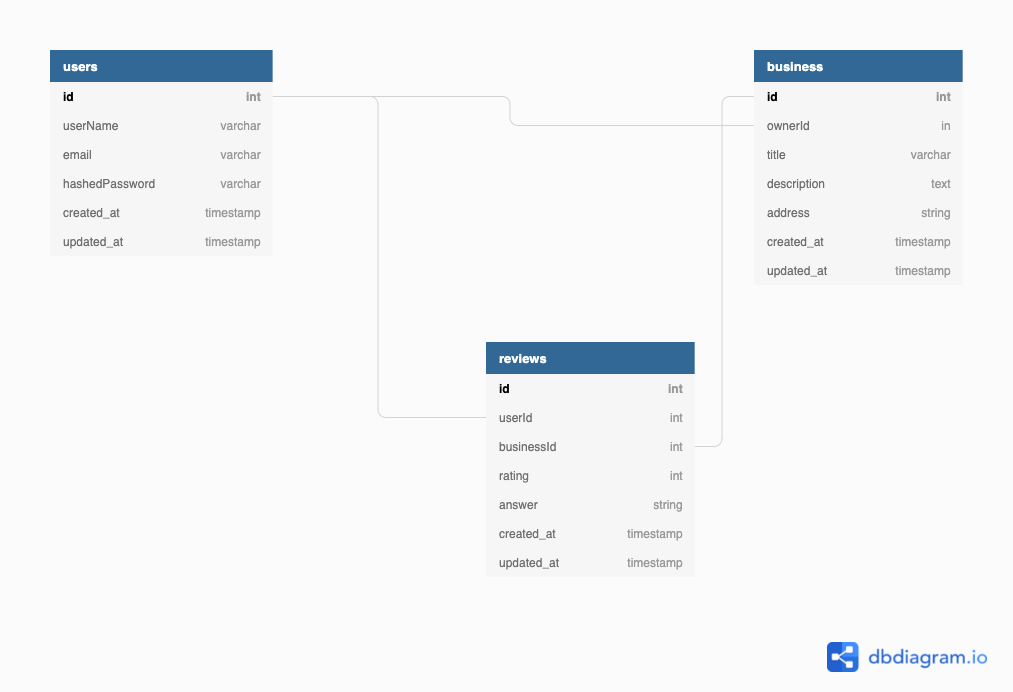 users
id int
userName varchar
email varchar
hashedPassword varchar
created_at timestamp
updated_at timestamp
business
id int
ownerId in
title varchar
description text
address string
created_at timestamp
updated_at timestamp
reviews
id int
userId int
businessId int
rating int
answer string
created_at timestamp
updated_at timestamp
dbdiagram.io